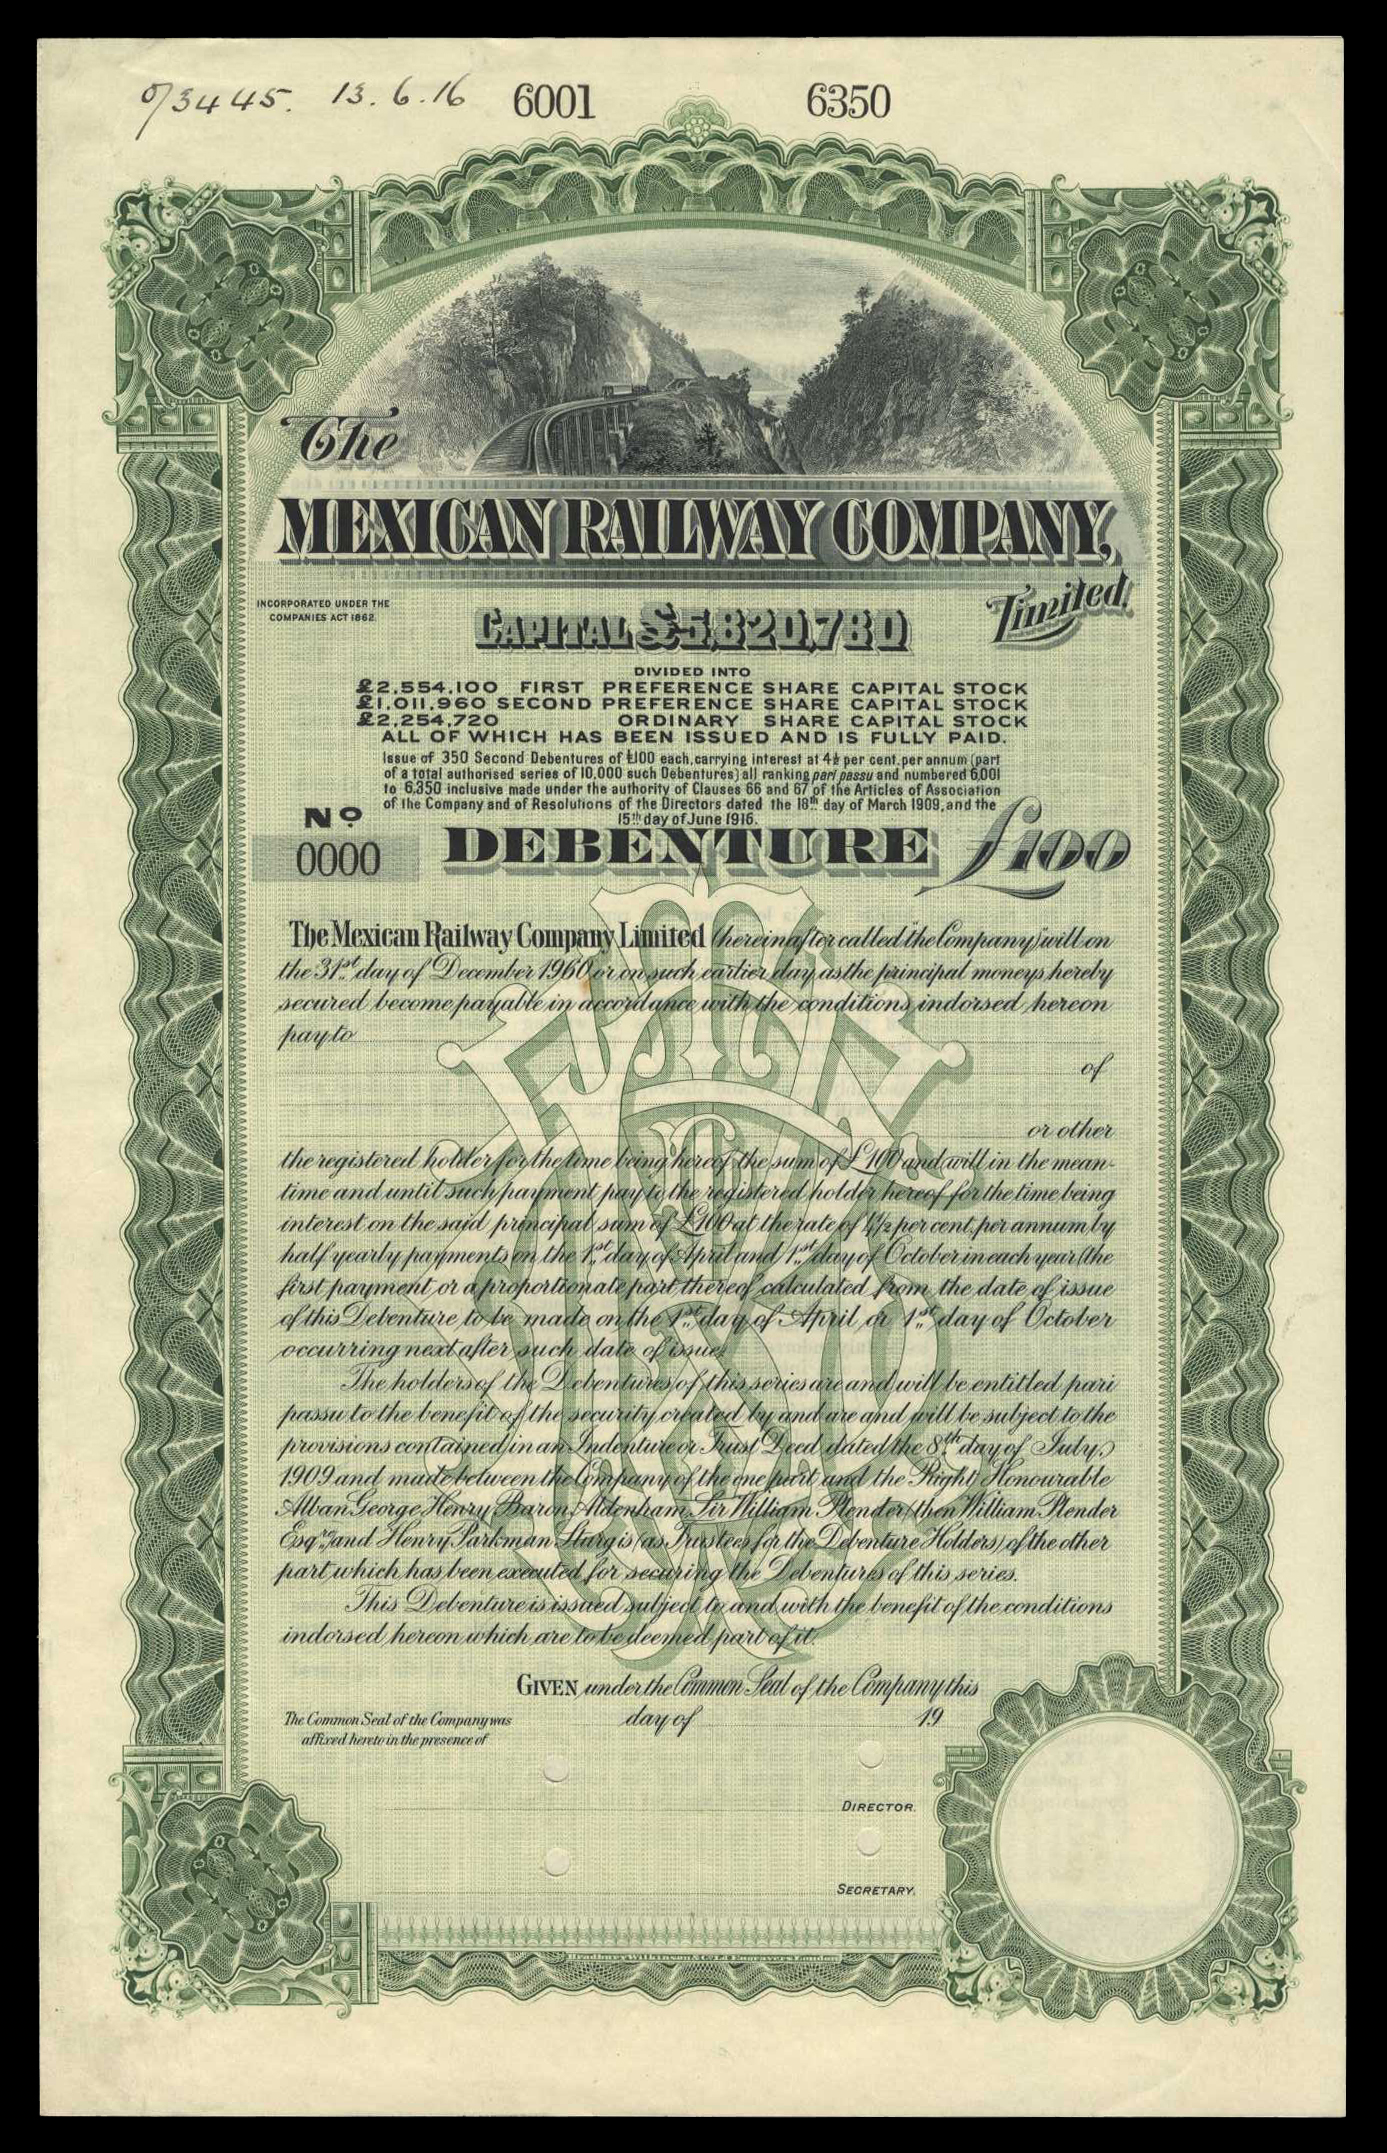 o/3445. 13.6.16 6001 6350
The
MEXICAN RAILWAY COMPANY,
Limited.
INCORPORATED UNDER THE
COMPANIES ACT 1862.
CAPITAL £5,820,780
DIVIDED INTO
£2,554,100 FIRST PREFERENCE SHARE CAPITAL STOCK
£1,011,960 SECOND PREFERENCE SHARE CAPITAL STOCK
£2,254,720 ORDINARY SHARE CAPITAL STOCK
ALL OF WHICH HAS BEEN ISSUED AND IS FULLY PAID.
Issue of 350 Second Debentures of £100 each, carrying interest at 4½ per cent. per annum (part
of a total authorised series of 10,000 such Debentures) all ranking pari passu and numbered 6,001
to 6,350 inclusive made under the authority of Clauses 66 and 67 of the Articles of Association
of the Company and of Resolutions of the Directors dated the 18th day of March 1909, and the
15th day of June 1916.
No
0000
DEBENTURE £100
The Mexican Railway Company Limited (hereinafter called "the Company") will on
the 31st day of December 1960 or on such earlier day as the principal moneys hereby
secured become payable in accordance with the conditions indorsed hereon
pay to
of
or other
the registered holder for the time being hereof the sum of £100 and will in the mean-
time and until such payment pay to the registered holder hereof for the time being
interest on the said principal sum of £100 at the rate of 4½ per cent. per annum by
half yearly payments on the 1st day of April and 1st day of October in each year (the
first payment or a proportionate part thereof calculated from the date of issue
of this Debenture to be made on the 1st day of April or 1st day of October
occurring next after such date of issue)
The holders of the Debentures of this series are and will be entitled pari
passu to the benefit of the security created by and are and will be subject to the
provisions contained in an Indenture or Trust Deed dated the 8th day of July,
1909 and made between the Company of the one part and the Right Honourable
Alban George Henry Baron Aldenham Sir William Plender (then William Plender
Esqre) and Henry Parkman Sturgis (as Trustees for the Debenture Holders) of the other
part which has been executed for securing the Debentures of this series.
This Debenture is issued subject to and with the benefit of the conditions
indorsed hereon which are to be deemed part of it.
GIVEN under the Common Seal of the Company this
day of 19
The Common Seal of the Company was
affixed hereto in the presence of
DIRECTOR.
SECRETARY.
Bradbury, Wilkinson & Co. Ld. Engravers London